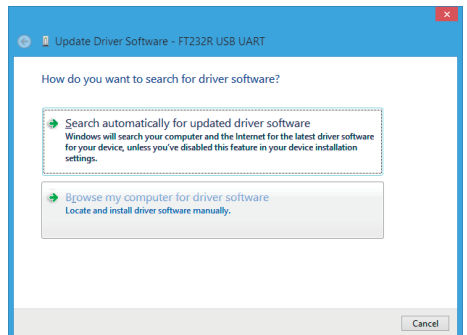 Update Driver Software - FT232R USB UART
How do you want to search for driver software?
Search automatically for updated driver software
Windows will search your computer and the Internet for the latest driver software
for your device, unless you've disabled this feature in your device installation
settings.
Browse my computer for driver software
Locate and install driver software manually.
Cancel